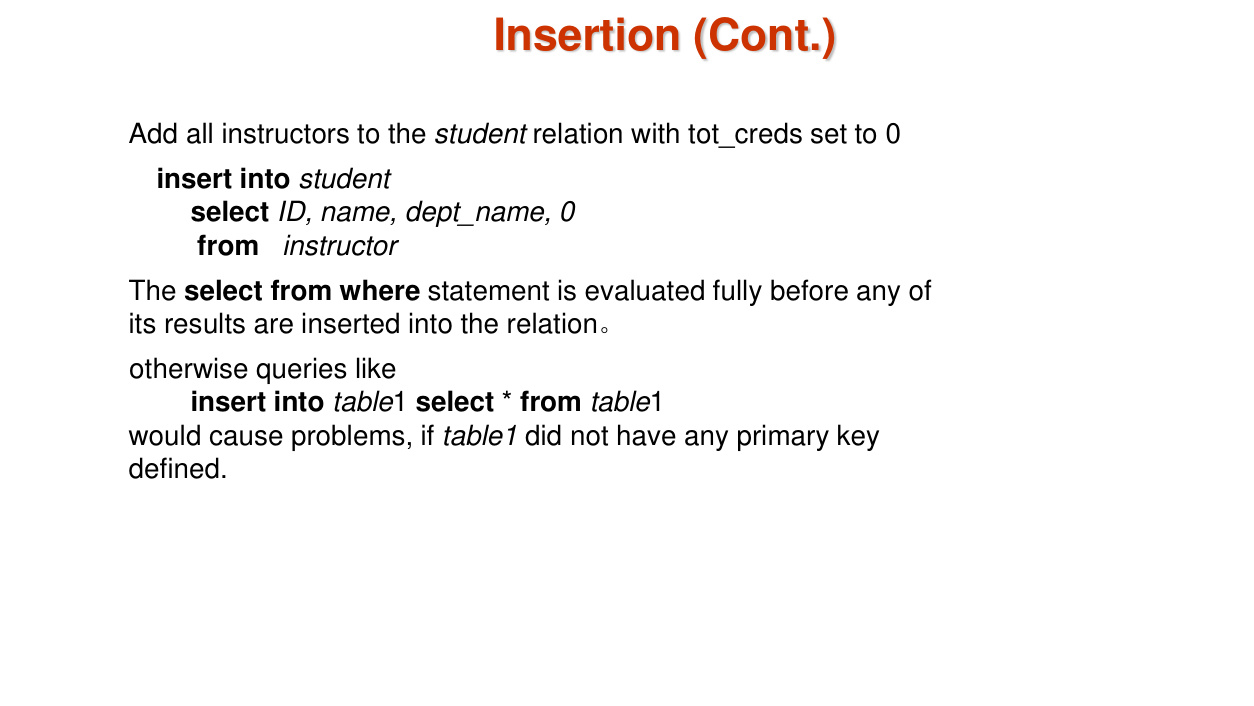 Insertion (Cont.)
Add all instructors to the student relation with tot_creds set to 0
insert into student
select ID, name, dept_name, 0
from instructor
The select from where statement is evaluated fully before any of
its results are inserted into the relation。
otherwise queries like
insert into table1 select * from table1
would cause problems, if table1 did not have any primary key
defined.